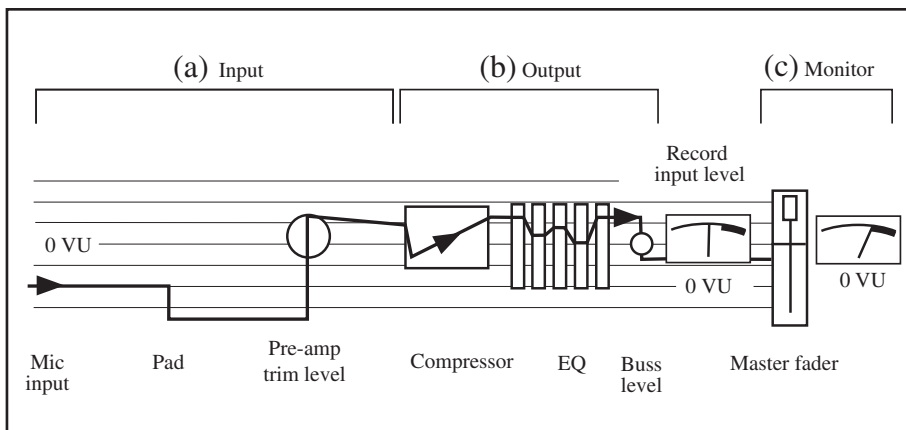 (a) Input
(b) Output
(c) Monitor
Record
input level
0 VU
0 VU
0 VU
Mic
input
Pad
Pre-amp
trim level
Compressor
EQ
Buss
level
Master fader